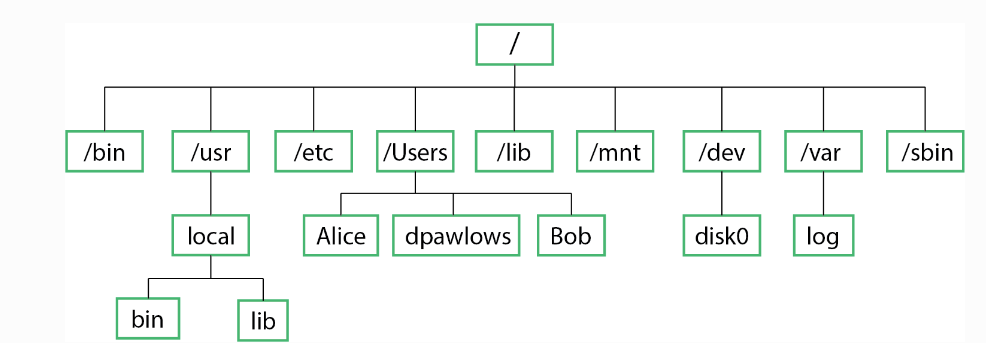 /
/bin
/usr
/etc
/Users
/lib
/mnt
/dev
/var
/sbin
local
Alice
dpawlows
Bob
disk0
log
bin
lib